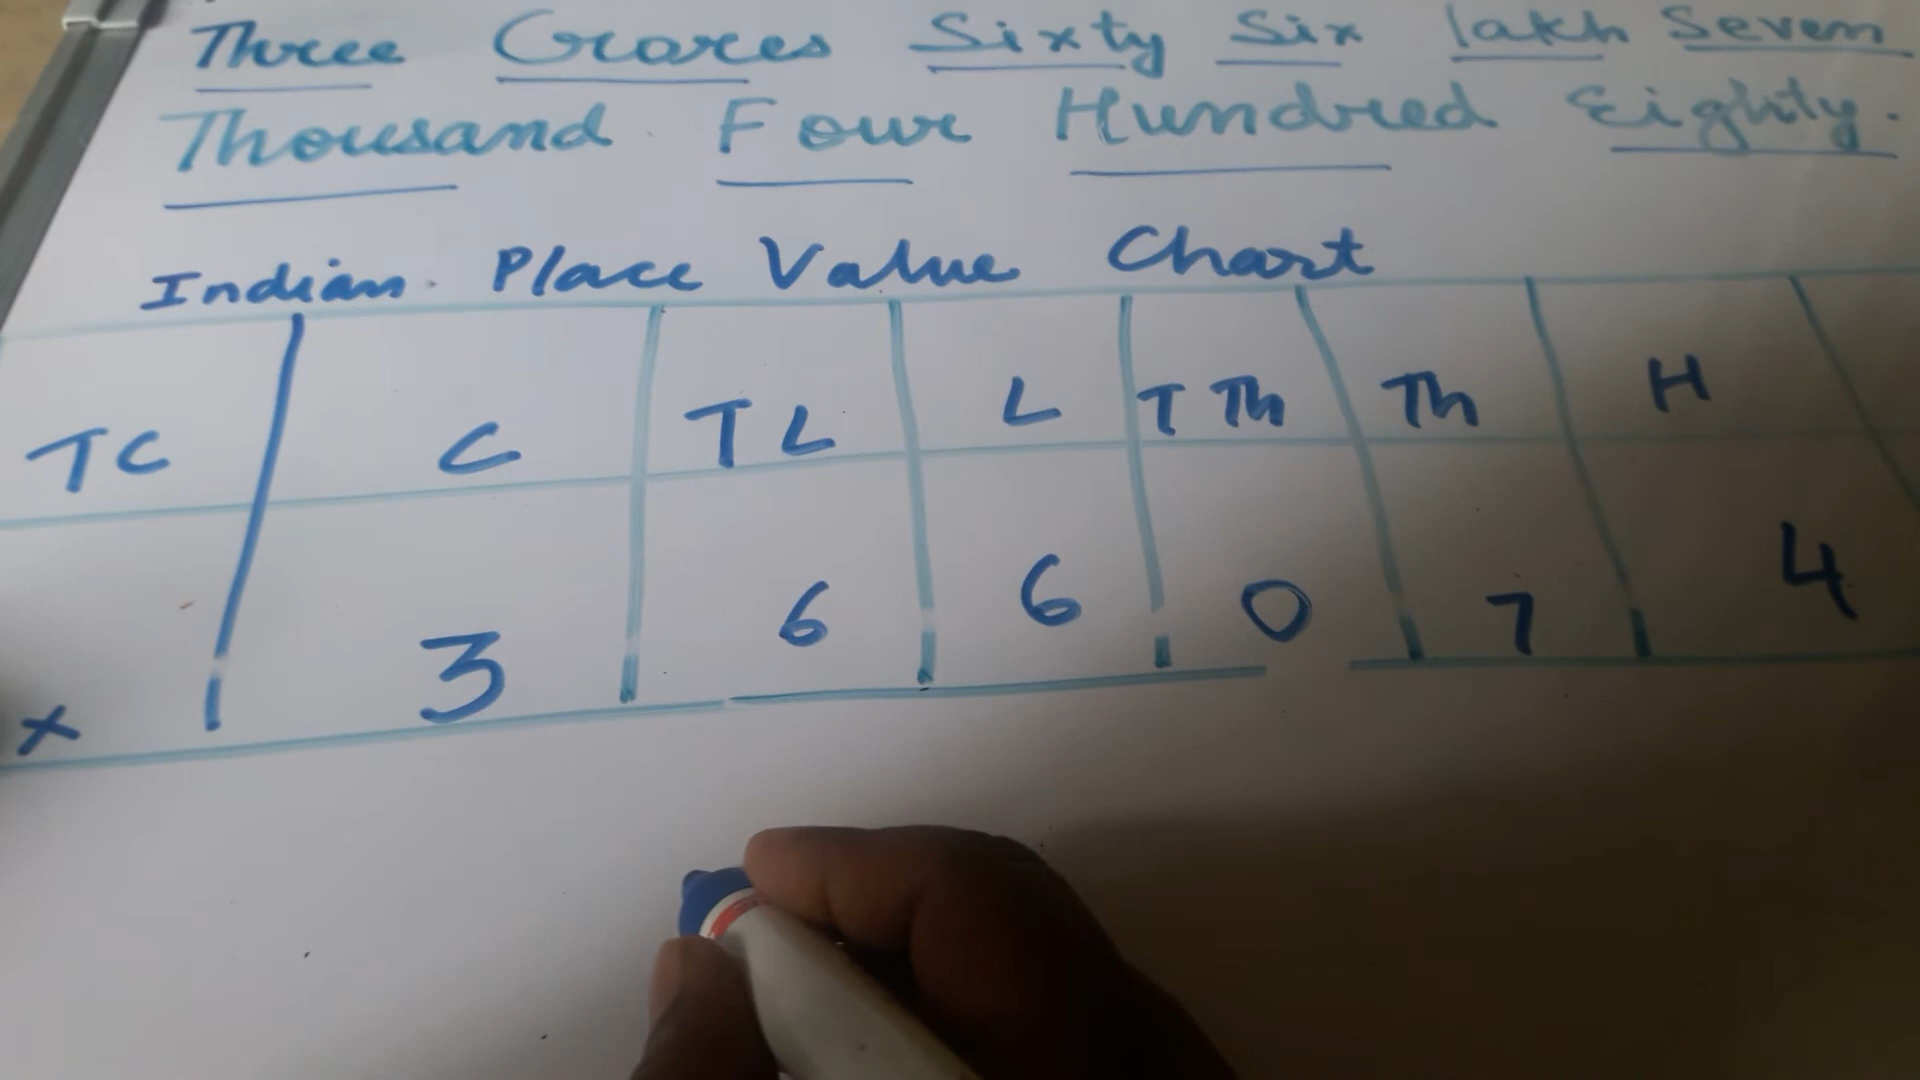 Three Crores Sixty Six lakh Seven
Thousand Four Hundred Eighty.
Indian Place Value Chart
TC C TL L T Th Th H
x 3 6 6 0 7 4